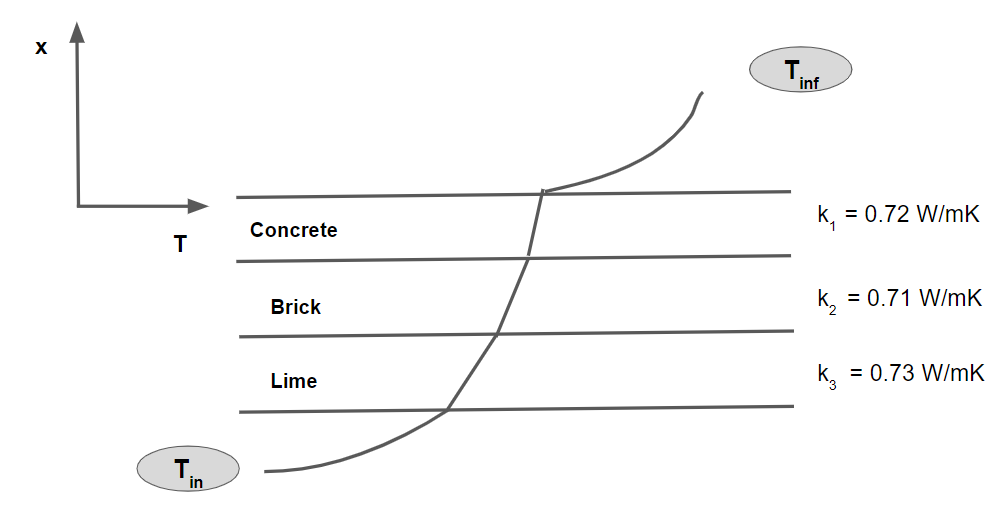 x
T_inf
k_1 = 0.72 W/mK
Concrete
T
k_2 = 0.71 W/mK
Brick
k_3 = 0.73 W/mK
Lime
T_in